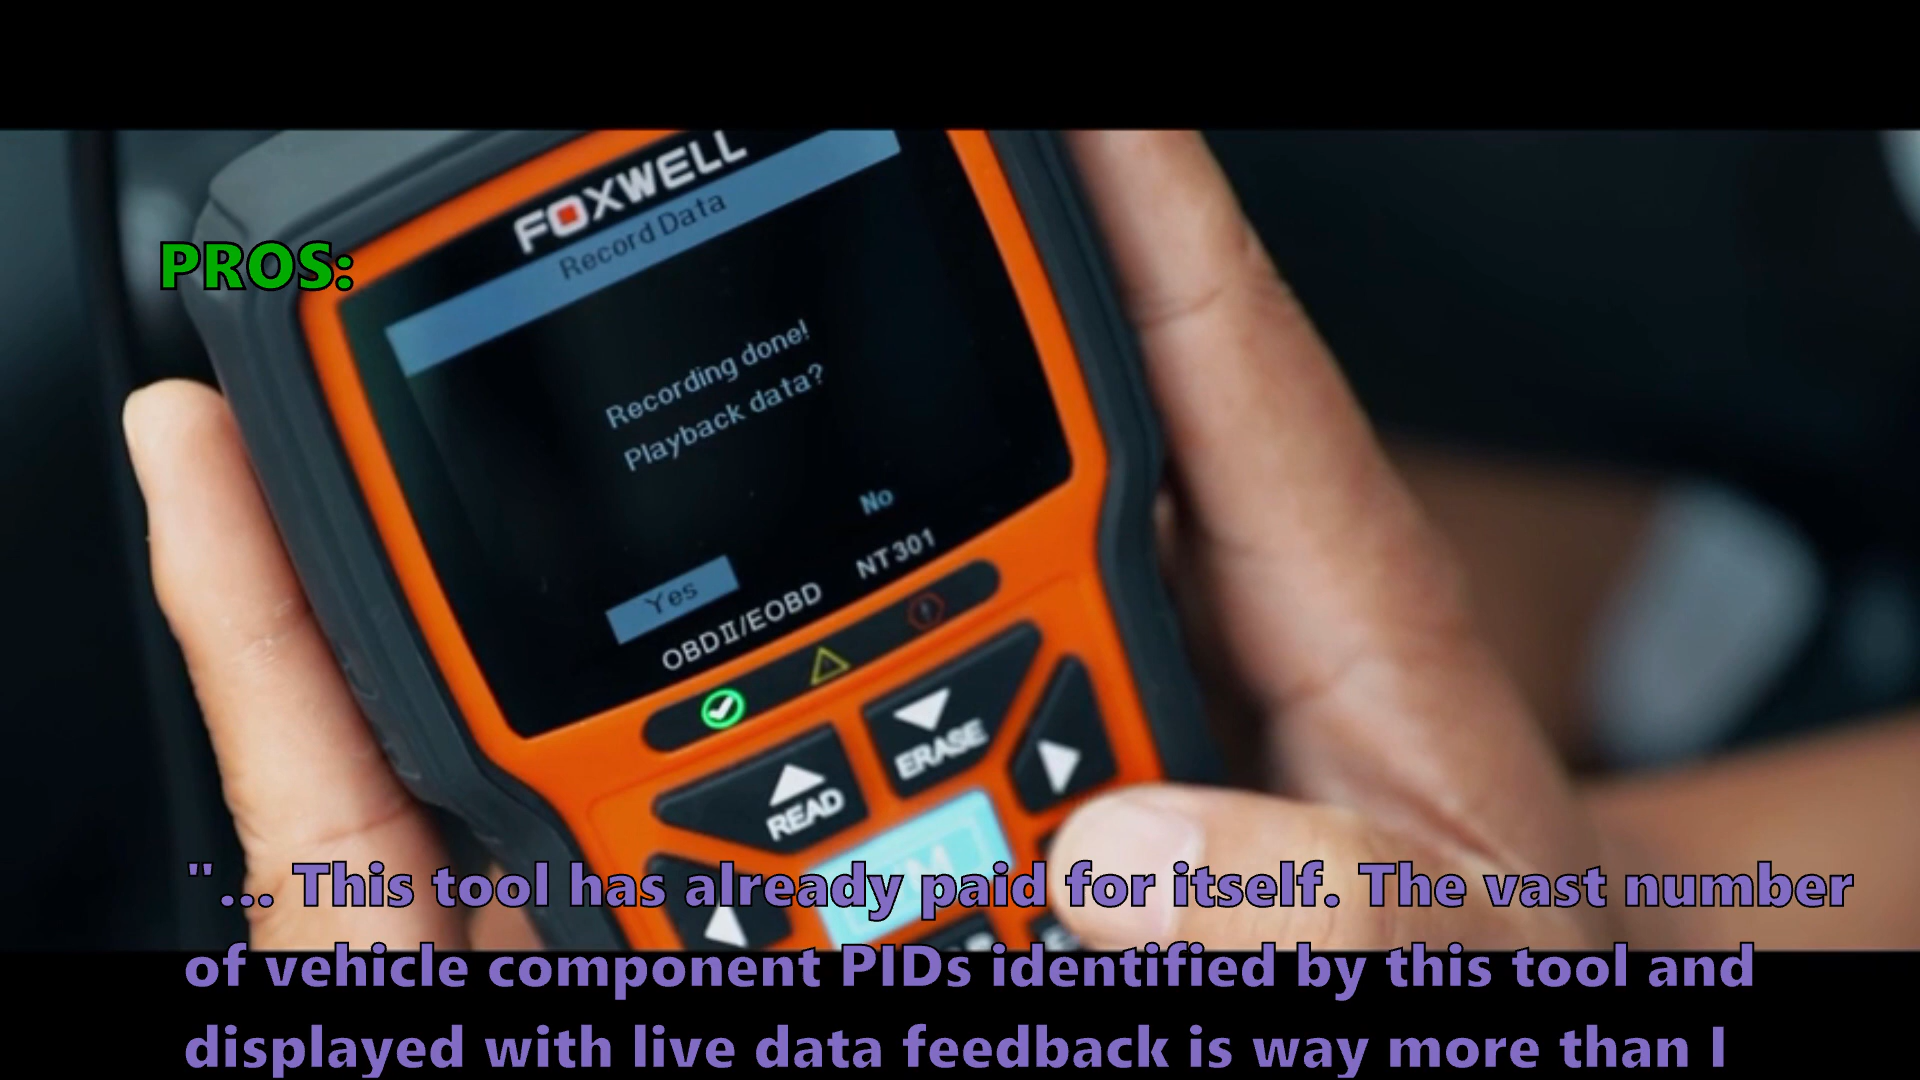 FOXWELL
Record Data
PROS:
Recording done!
Playback data?
No
Yes
OBDII/EOBD NT301
ERASE
READ
"... This tool has already paid for itself. The vast number
of vehicle component PIDs identified by this tool and
displayed with live data feedback is way more than I